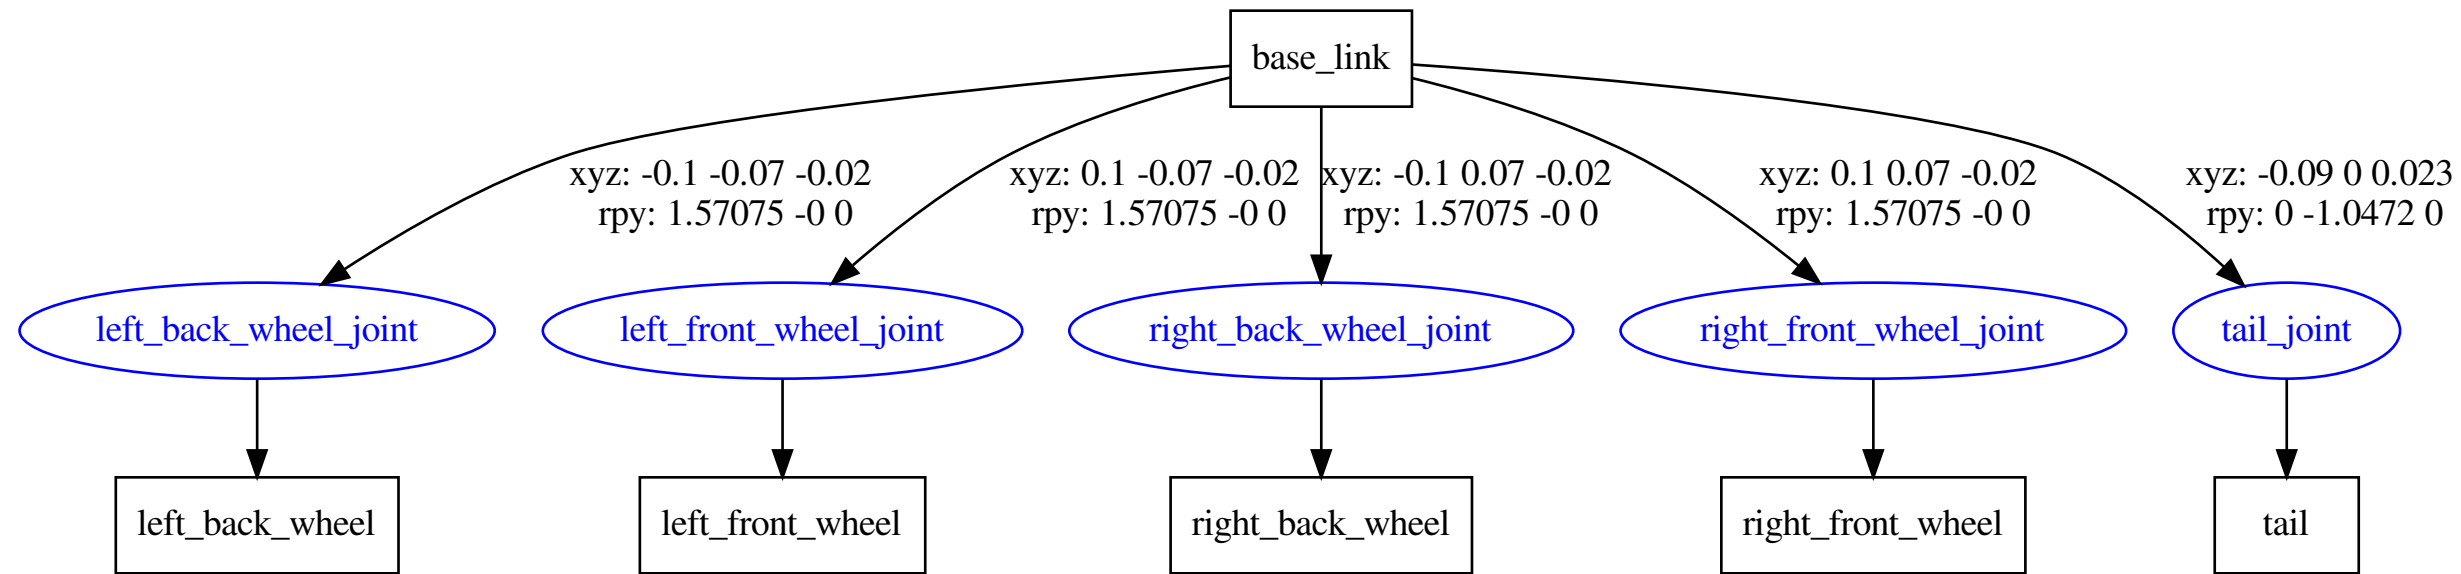 base_link
xyz: -0.1 -0.07 -0.02
rpy: 1.57075 -0 0
xyz: 0.1 -0.07 -0.02
rpy: 1.57075 -0 0
xyz: -0.1 0.07 -0.02
rpy: 1.57075 -0 0
xyz: 0.1 0.07 -0.02
rpy: 1.57075 -0 0
xyz: -0.09 0 0.023
rpy: 0 -1.0472 0
left_back_wheel_joint
left_front_wheel_joint
right_back_wheel_joint
right_front_wheel_joint
tail_joint
left_back_wheel
left_front_wheel
right_back_wheel
right_front_wheel
tail